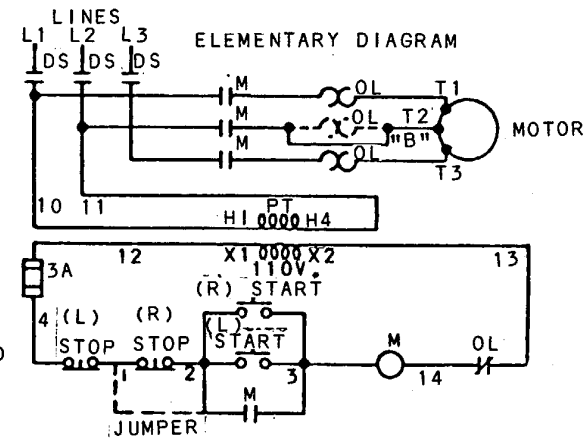 LINES
L1 L2 L3
ELEMENTARY DIAGRAM
DS DS DS
M OL T1
M OL T2
"B" MOTOR
M OL
T3
10 11 PT
H1 H4
12 X1 X2 13
3A 110V.
(R) START
4 (L) (R) (L)
STOP STOP START M OL
1 2 3 14
M
JUMPER